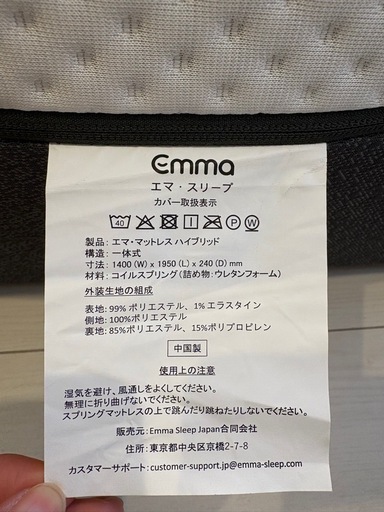 emma
エマ・スリープ
カバー取扱表示
40 P W
製品：エマ・マットレス ハイブリッド
構造：一体式
寸法：1400 (W) x 1950 (L) x 240 (D) mm
材料：コイルスプリング（詰め物：ウレタンフォーム）
外装生地の組成
表地: 99% ポリエステル、1% エラスタイン
側地: 100%ポリエステル
裏地: 85%ポリエステル、15%ポリプロピレン
中国製
使用上の注意
湿気を避け、風通しをよくしてください。
無理に折り曲げないでください。
スプリングマットレスの上で跳んだり跳ねたりしないでください。
販売元：Emma Sleep Japan合同会社
住所：東京都中央区京橋2-7-8
カスタマーサポート：customer-support.jp@emma-sleep.com